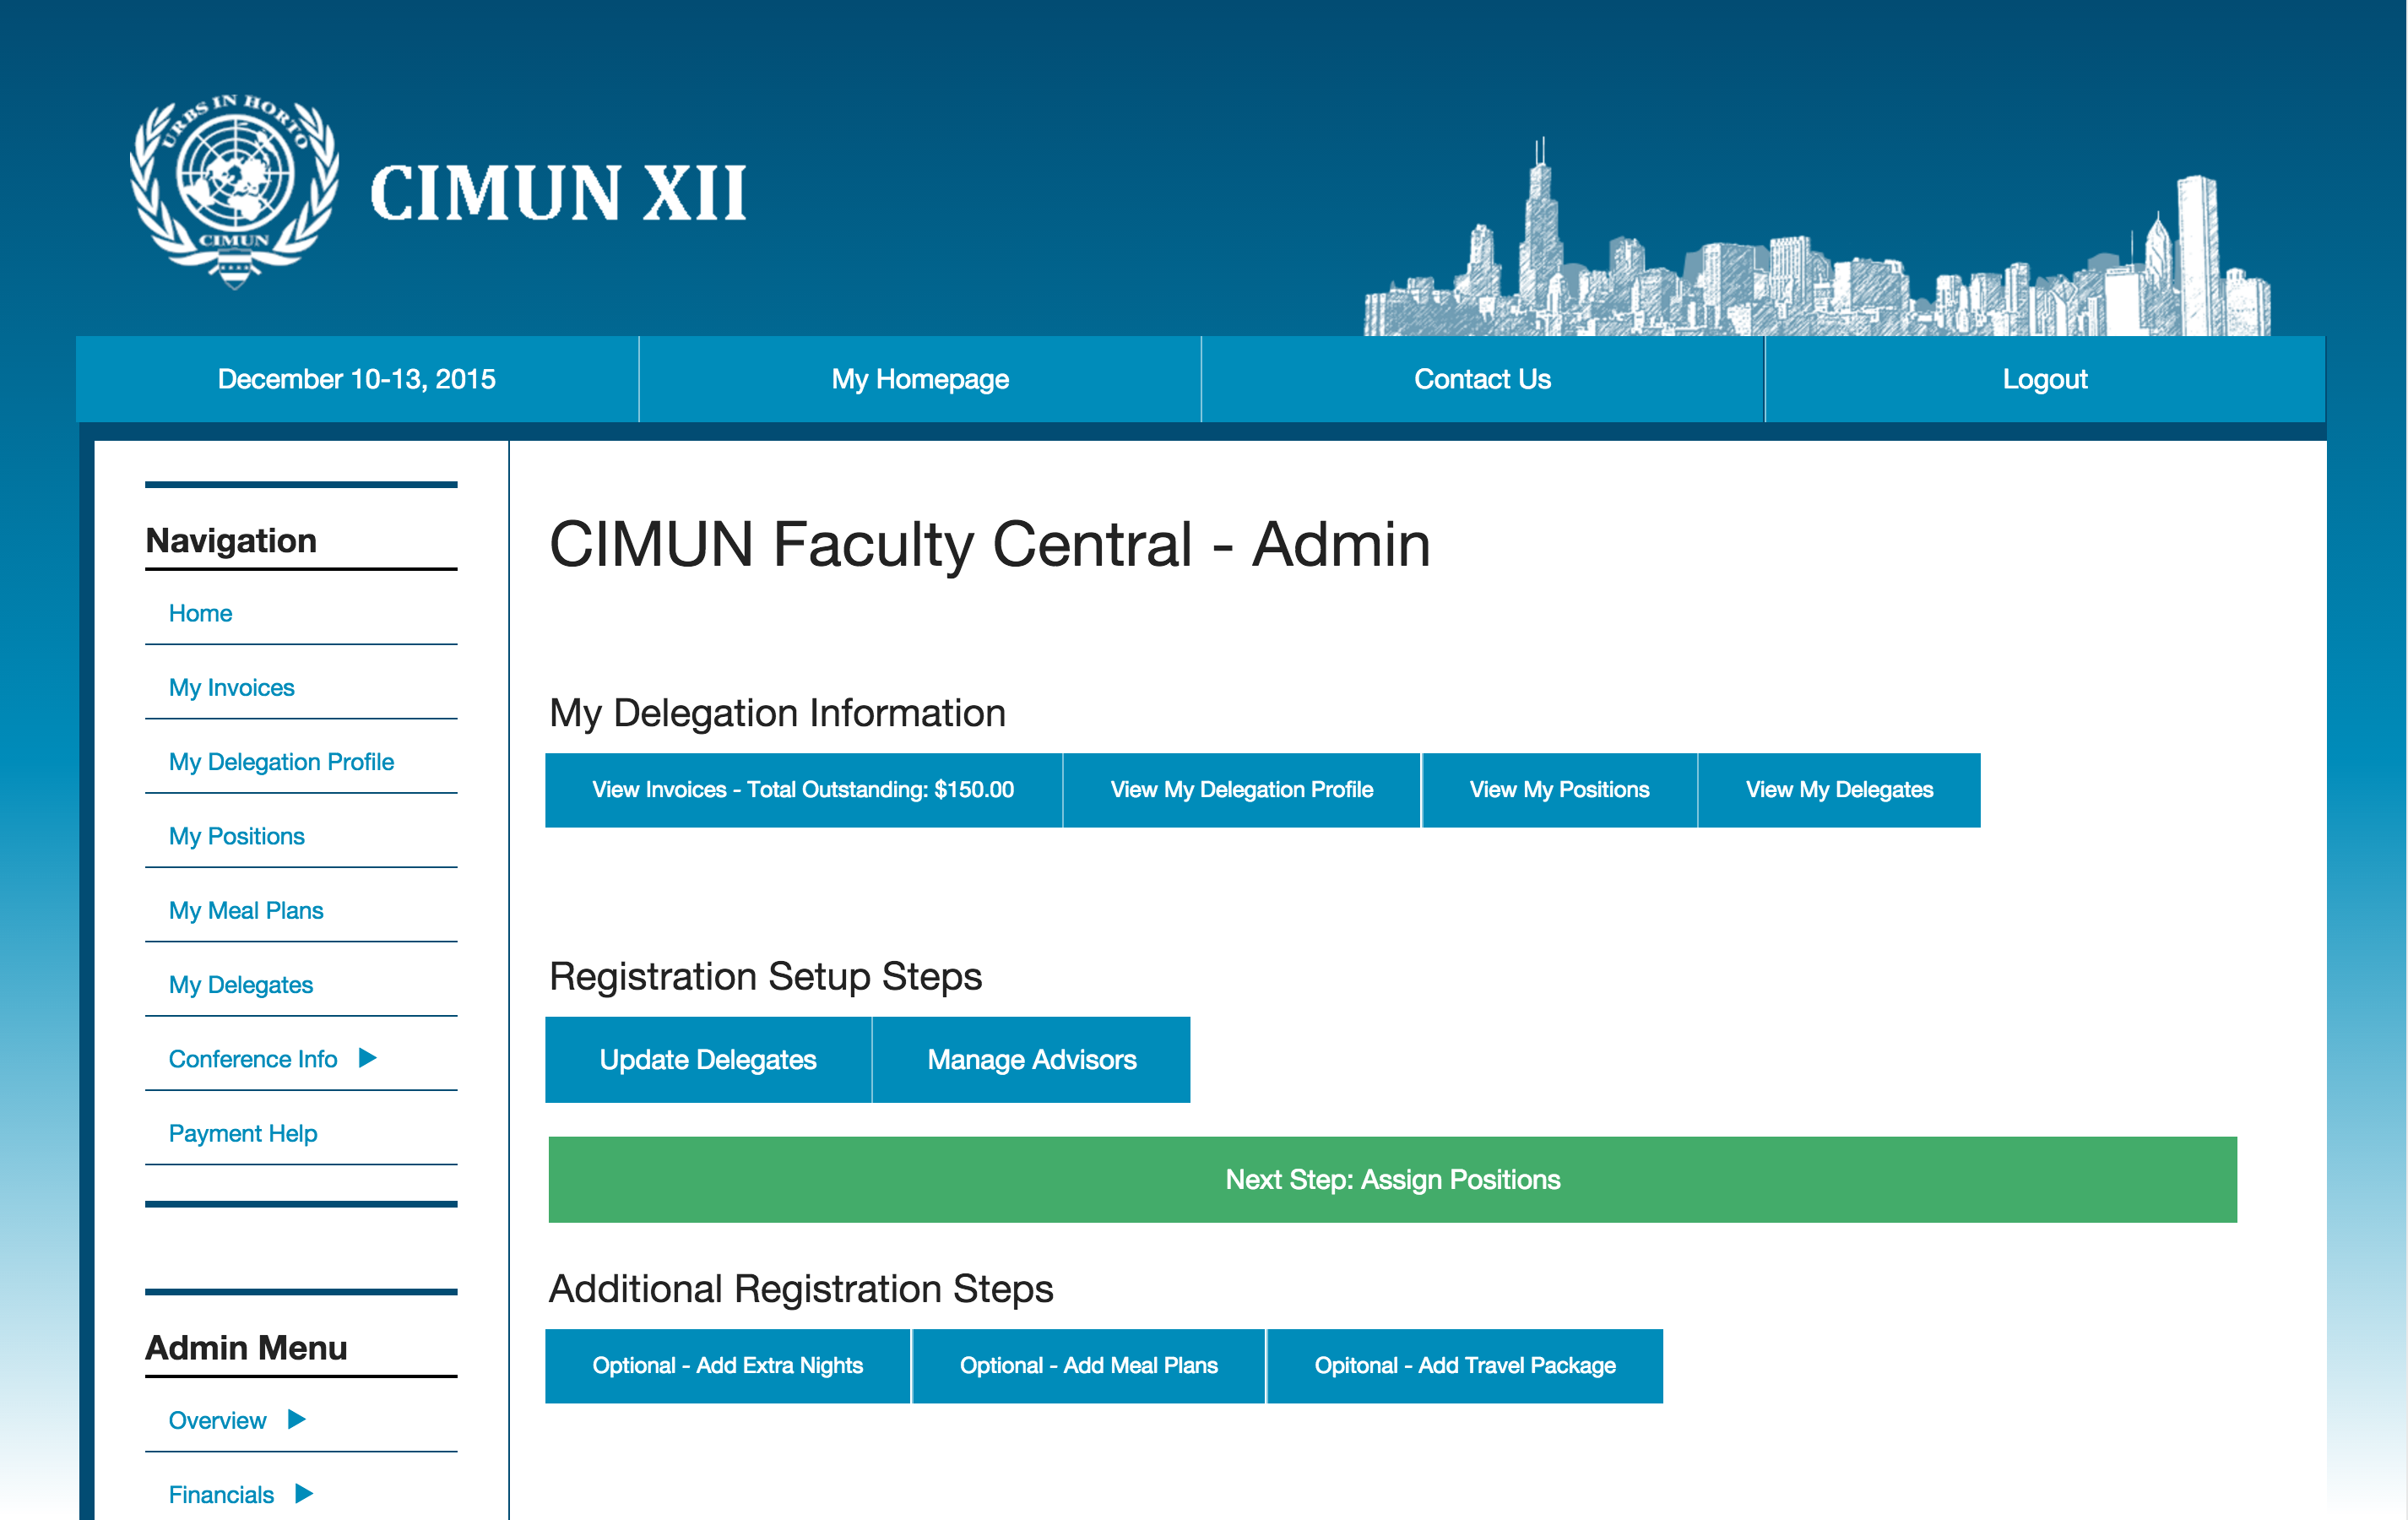 URBS IN HORTO
CIMUN
CIMUN XII
December 10-13, 2015
My Homepage
Contact Us
Logout
Navigation
Home
My Invoices
My Delegation Profile
My Positions
My Meal Plans
My Delegates
Conference Info
Payment Help
Admin Menu
Overview
Financials
CIMUN Faculty Central - Admin
My Delegation Information
View Invoices - Total Outstanding: $150.00
View My Delegation Profile
View My Positions
View My Delegates
Registration Setup Steps
Update Delegates
Manage Advisors
Next Step: Assign Positions
Additional Registration Steps
Optional - Add Extra Nights
Optional - Add Meal Plans
Opitonal - Add Travel Package